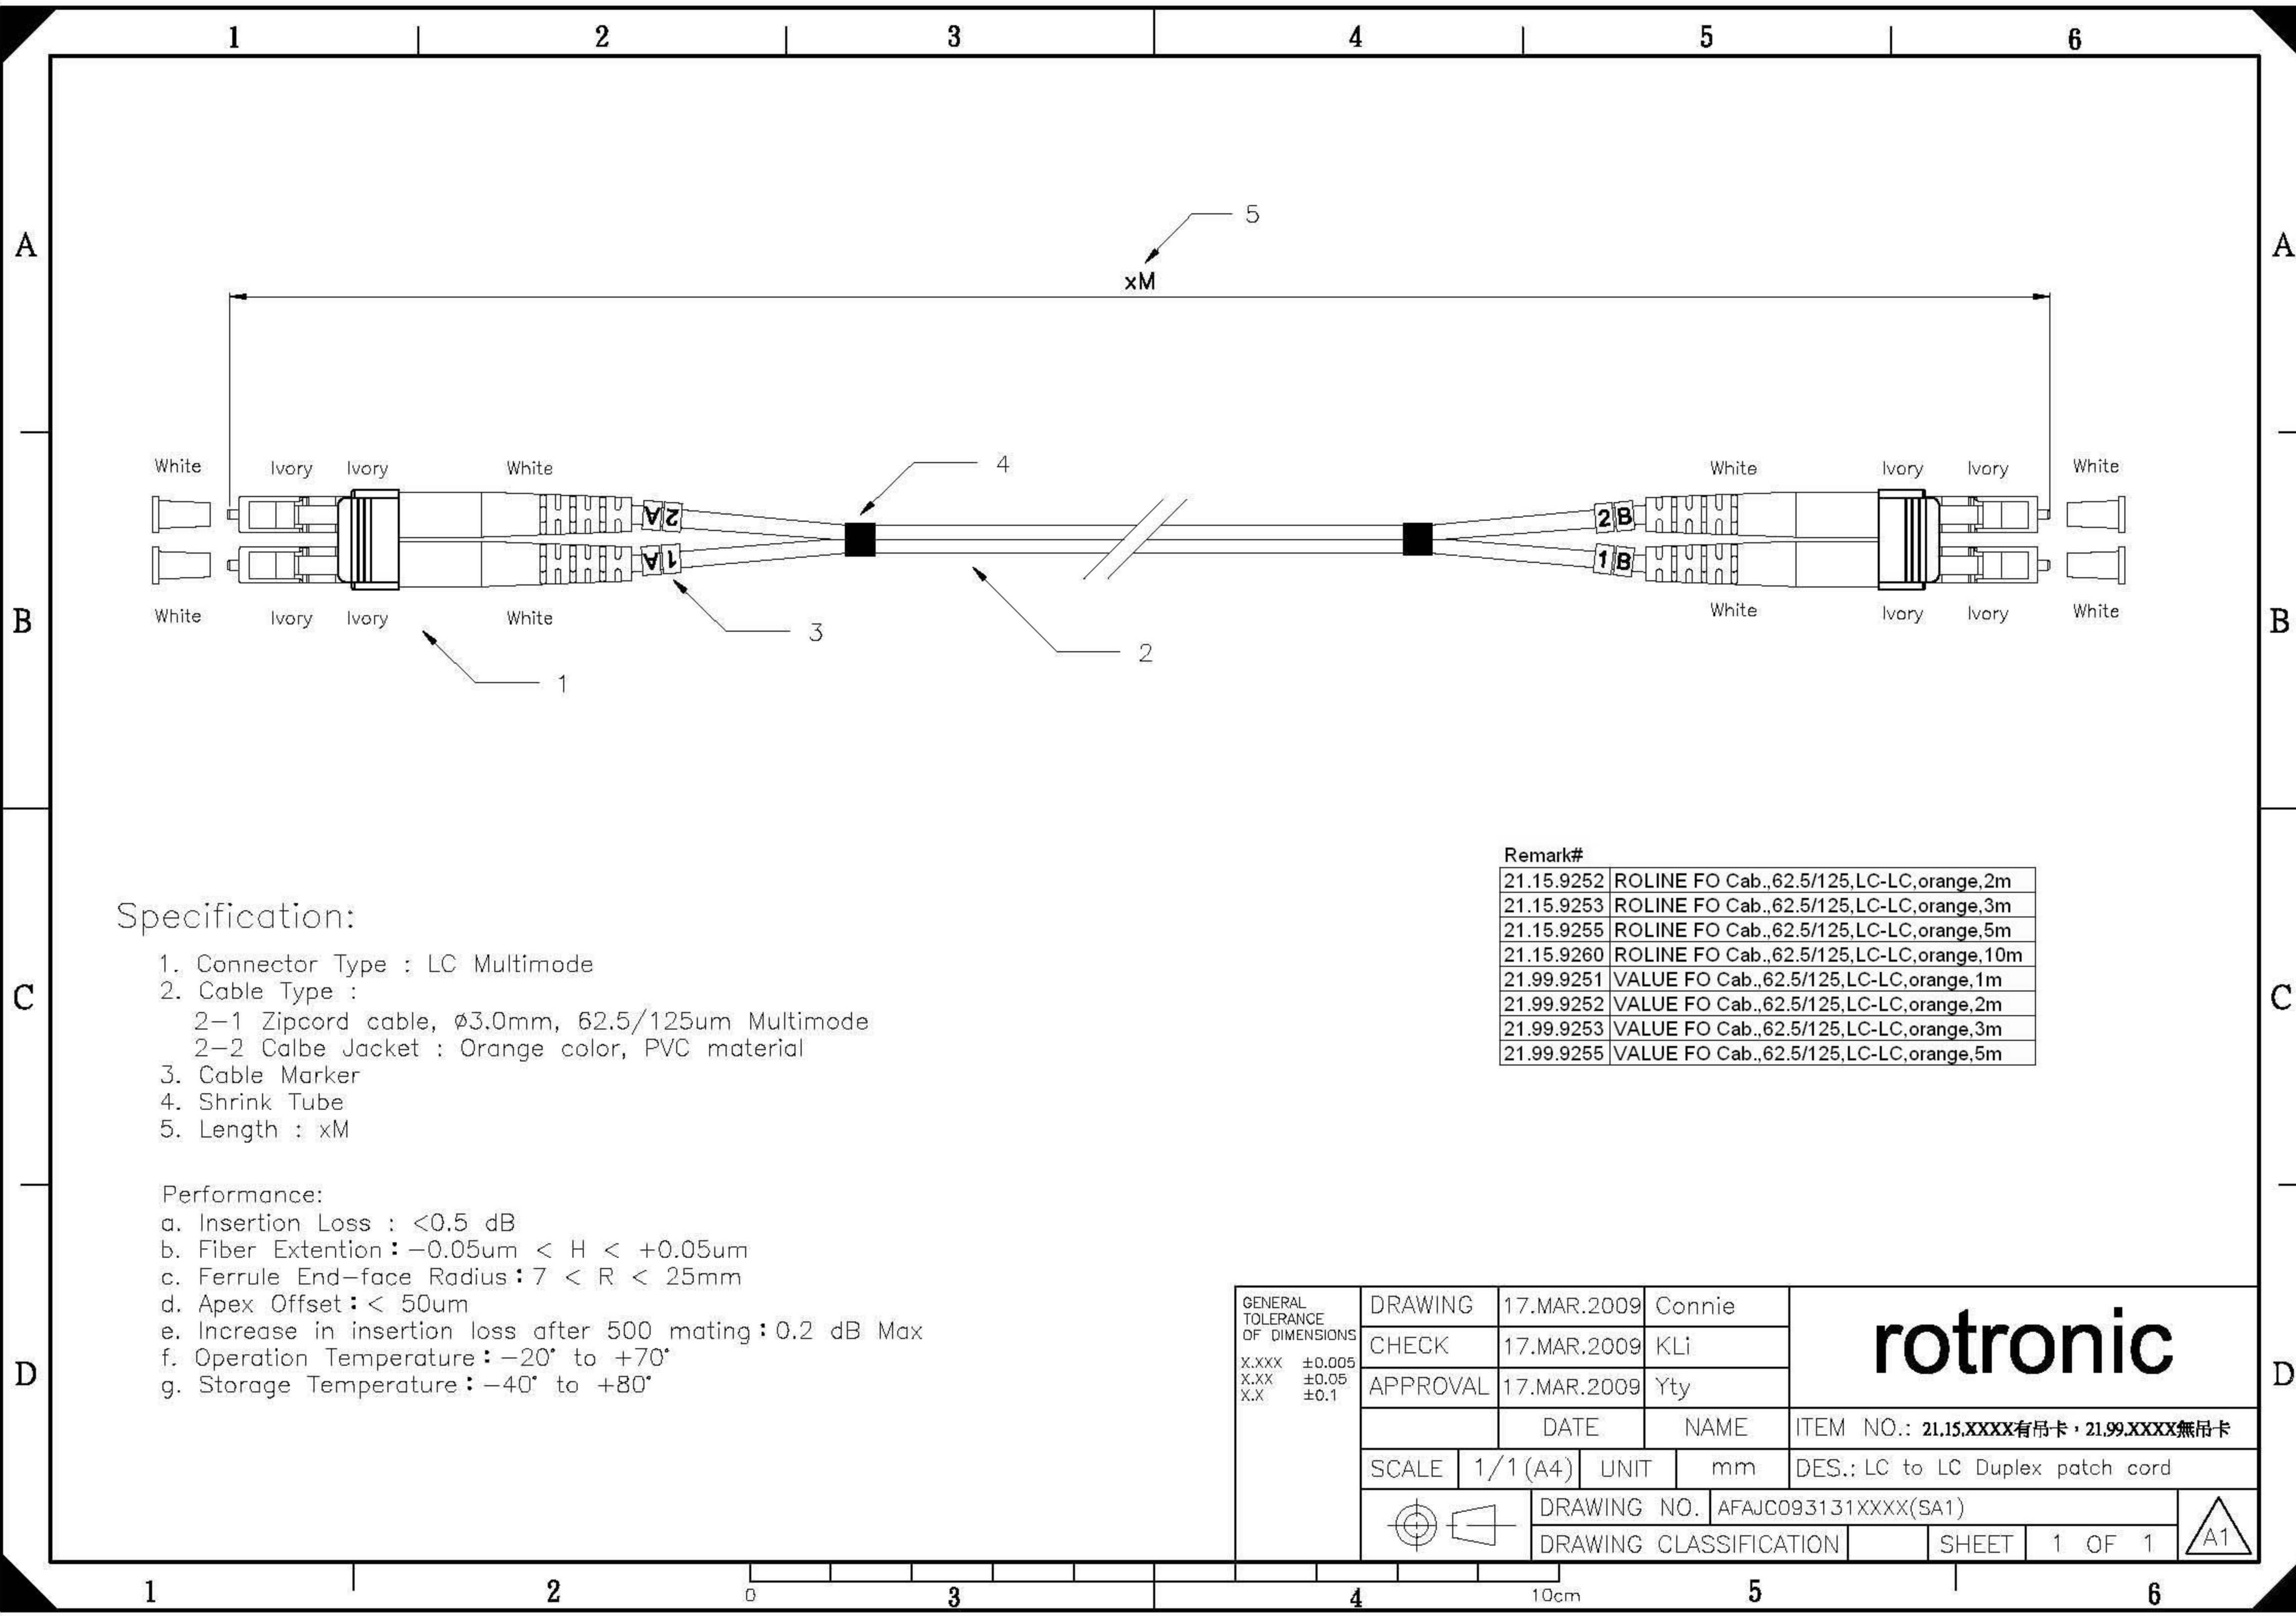 1 2 3 4 5 6
A A
5
xM
White Ivory Ivory White 4 White Ivory Ivory White
2A 2B
1A 1B
White Ivory Ivory White 3 White Ivory Ivory White
B B
2
1
Remark#
21.15.9252 ROLINE FO Cab.,62.5/125,LC-LC,orange,2m
21.15.9253 ROLINE FO Cab.,62.5/125,LC-LC,orange,3m
21.15.9255 ROLINE FO Cab.,62.5/125,LC-LC,orange,5m
21.15.9260 ROLINE FO Cab.,62.5/125,LC-LC,orange,10m
21.99.9251 VALUE FO Cab.,62.5/125,LC-LC,orange,1m
21.99.9252 VALUE FO Cab.,62.5/125,LC-LC,orange,2m
21.99.9253 VALUE FO Cab.,62.5/125,LC-LC,orange,3m
21.99.9255 VALUE FO Cab.,62.5/125,LC-LC,orange,5m
Specification:
1. Connector Type : LC Multimode
2. Cable Type :
2-1 Zipcord cable, ø3.0mm, 62.5/125um Multimode
2-2 Calbe Jacket : Orange color, PVC material
3. Cable Marker
4. Shrink Tube
5. Length : xM
C C
Performance:
a. Insertion Loss : <0.5 dB
b. Fiber Extention：-0.05um < H < +0.05um
c. Ferrule End-face Radius：7 < R < 25mm
d. Apex Offset：< 50um
e. Increase in insertion loss after 500 mating：0.2 dB Max
f. Operation Temperature：-20° to +70°
g. Storage Temperature：-40° to +80°
D D
GENERAL
TOLERANCE
OF DIMENSIONS
X.XXX ±0.005
X.XX ±0.05
X.X ±0.1
DRAWING 17.MAR.2009 Connie
CHECK 17.MAR.2009 KLi
APPROVAL 17.MAR.2009 Yty
rotronic
DATE NAME ITEM NO.: 21.15.XXXX有吊卡，21.99.XXXX無吊卡
SCALE 1/1(A4) UNIT mm DES.: LC to LC Duplex patch cord
DRAWING NO. AFAJC093131XXXX(SA1)
DRAWING CLASSIFICATION SHEET 1 OF 1 A1
1 2 0 3 4 10cm 5 6